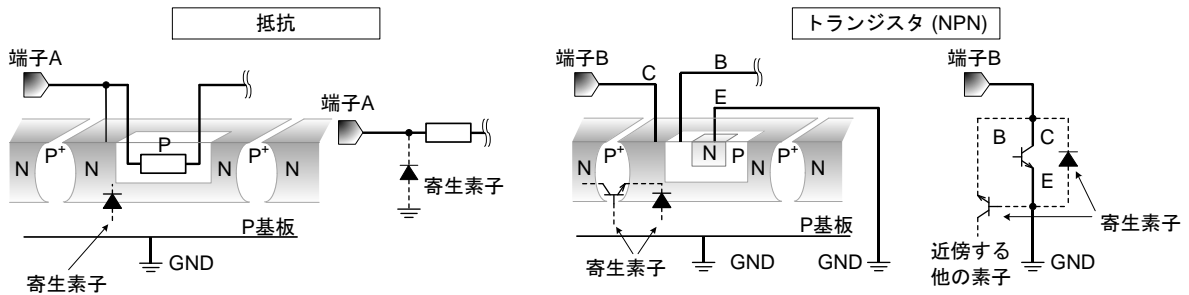 抵抗
端子A
N
P+
N
P
N
P+
N
P基板
寄生素子
GND
端子A
寄生素子
トランジスタ (NPN)
端子B
C
B
E
N
P+
N
N
P
P+
N
N
P基板
寄生素子
GND
GND
端子B
B
C
E
寄生素子
近傍する
他の素子
GND